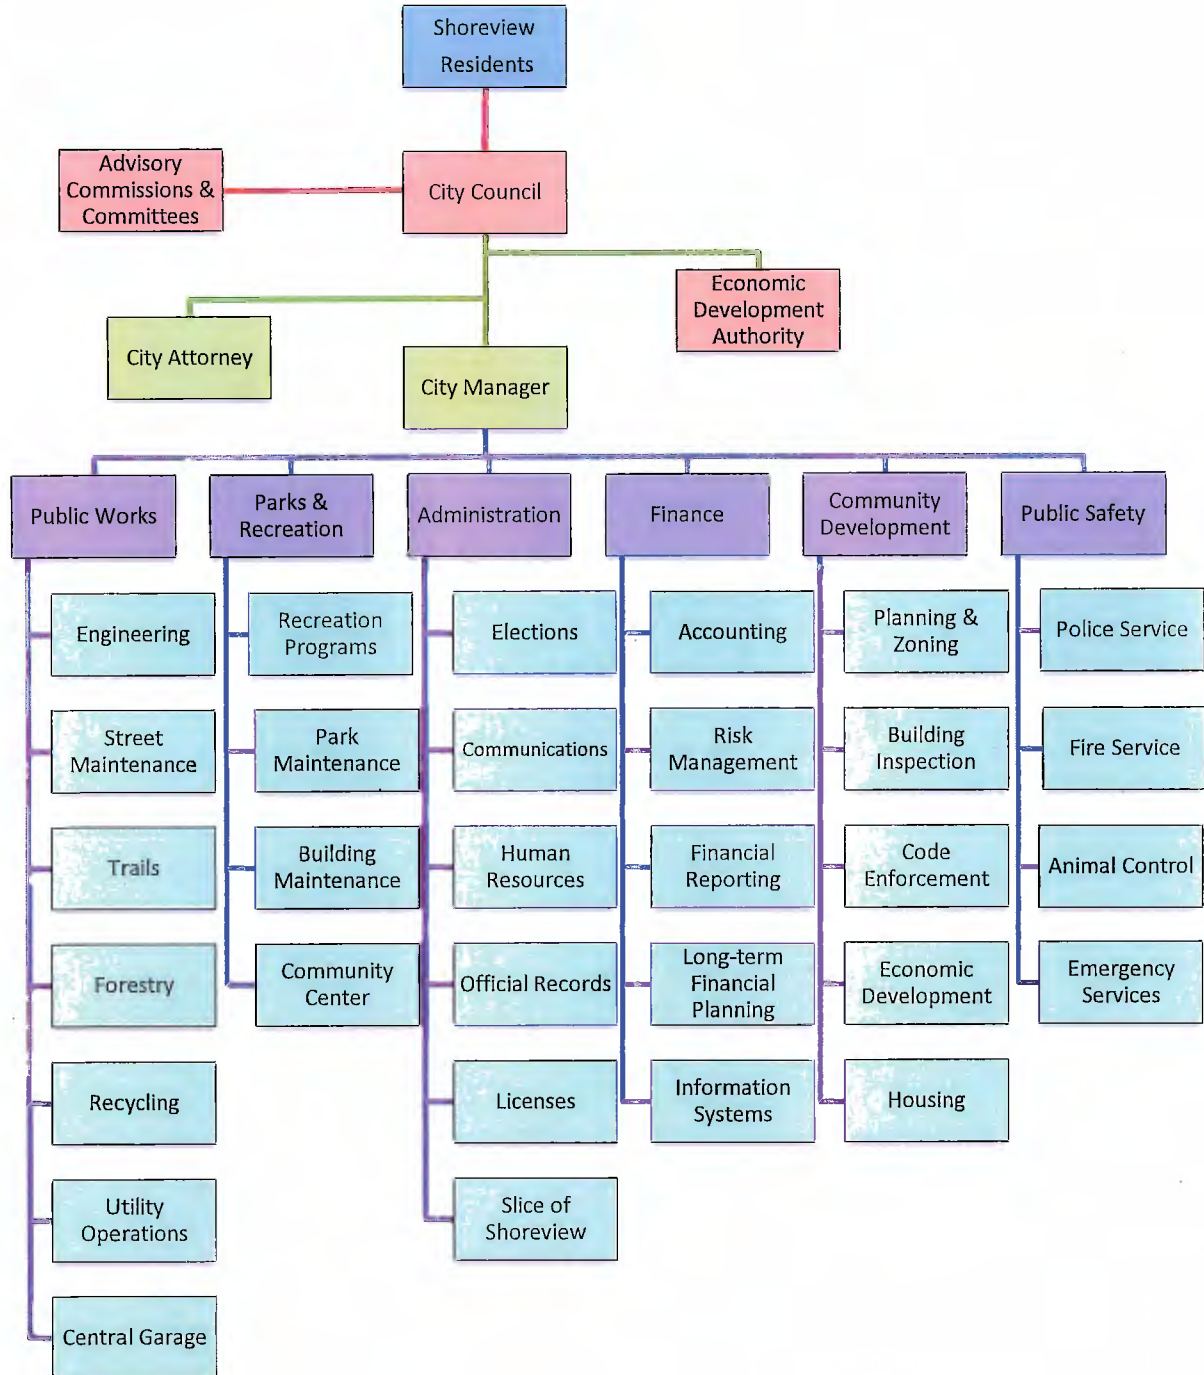 Shoreview
Residents
Advisory
Commissions &
Committees
City Council
Economic
Development
Authority
City Attorney
City Manager
Public Works
Parks &
Recreation
Administration
Finance
Community
Development
Public Safety
Engineering
Street
Maintenance
Trails
Forestry
Recycling
Utility
Operations
Central Garage
Recreation
Programs
Park
Maintenance
Building
Maintenance
Community
Center
Elections
Communications
Human
Resources
Official Records
Licenses
Slice of
Shoreview
Accounting
Risk
Management
Financial
Reporting
Long-term
Financial
Planning
Information
Systems
Planning &
Zoning
Building
Inspection
Code
Enforcement
Economic
Development
Housing
Police Service
Fire Service
Animal Control
Emergency
Services